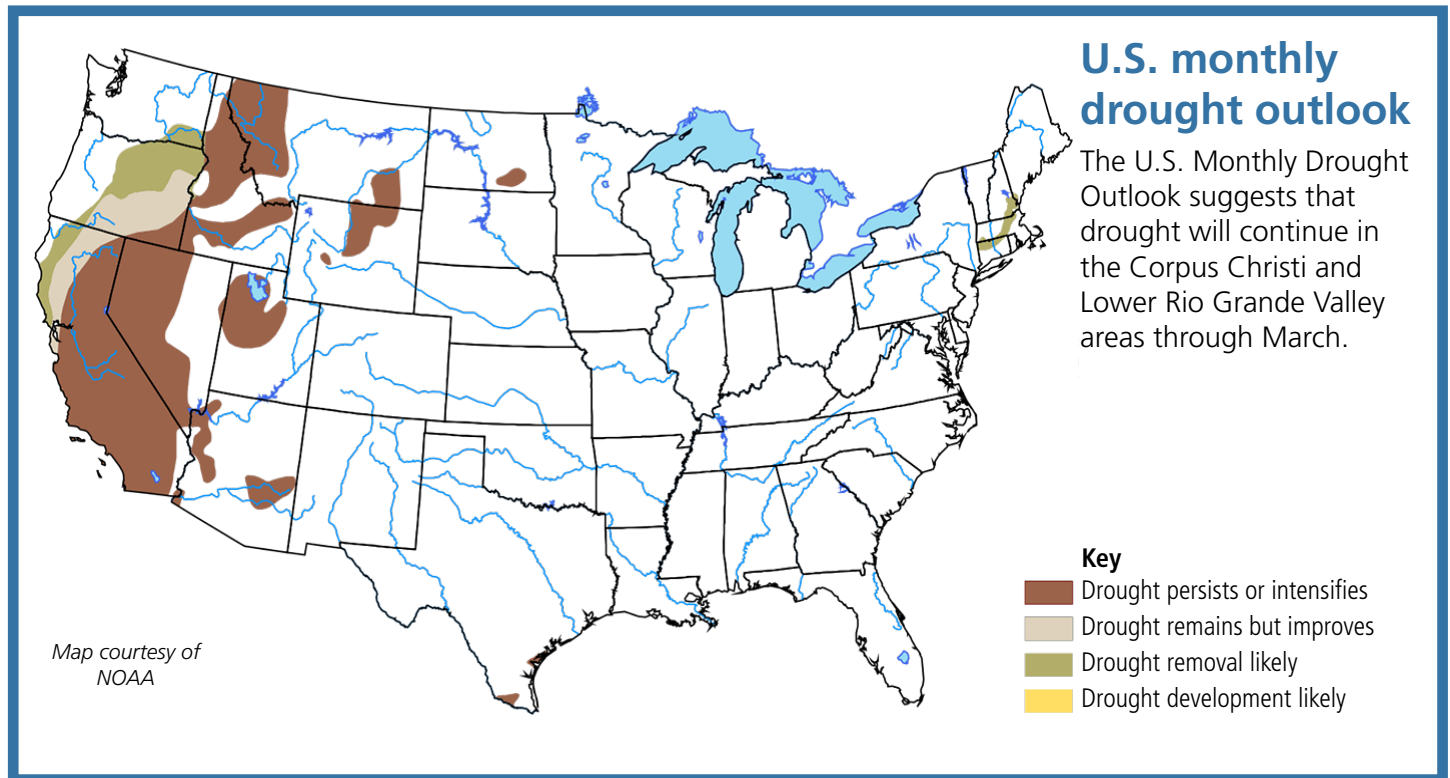 U.S. monthly
drought outlook
The U.S. Monthly Drought
Outlook suggests that
drought will continue in
the Corpus Christi and
Lower Rio Grande Valley
areas through March.
Key
Drought persists or intensifies
Drought remains but improves
Drought removal likely
Drought development likely
Map courtesy of
NOAA